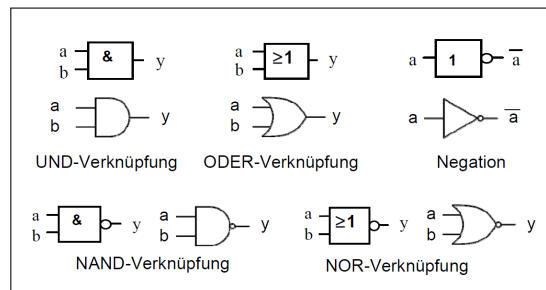 a & y
b
a ≥1 y
b
a 1 a̅
a y
b
a y
b
a a̅
UND-Verknüpfung ODER-Verknüpfung Negation
a & y
b
a y
b
a ≥1 y
b
a y
b
NAND-Verknüpfung NOR-Verknüpfung